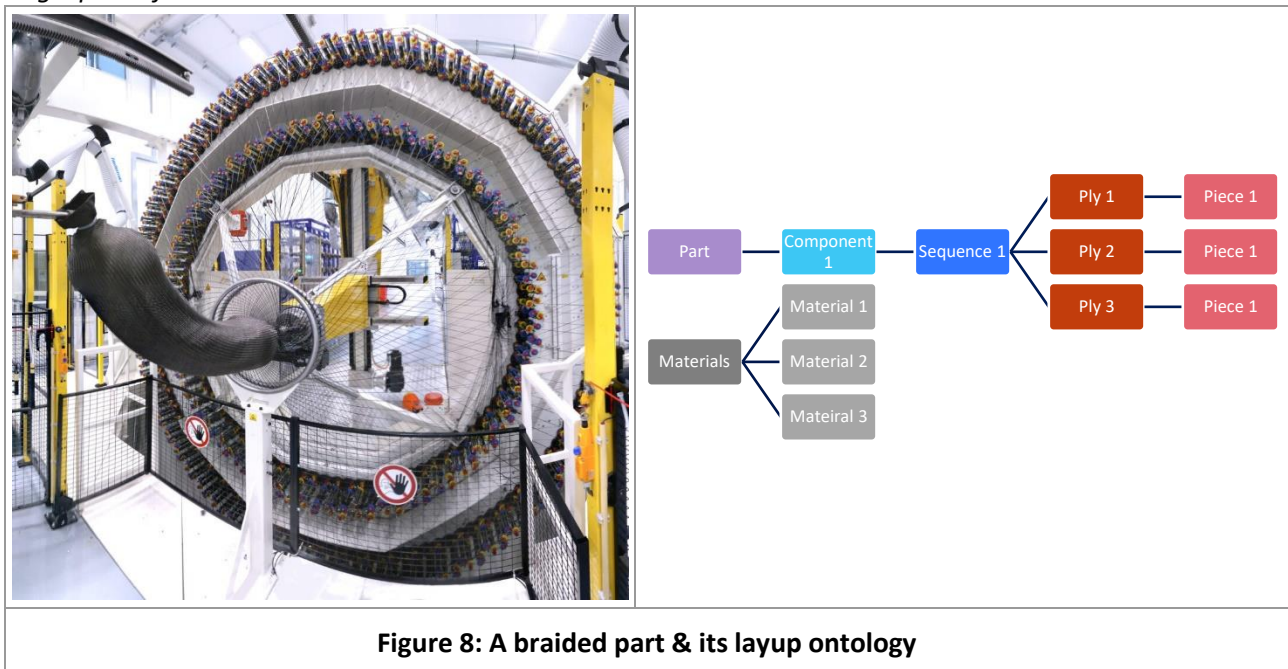 Part
Component
1
Sequence 1
Ply 1
Piece 1
Ply 2
Piece 1
Ply 3
Piece 1
Materials
Material 1
Material 2
Mateiral 3
Figure 8: A braided part & its layup ontology